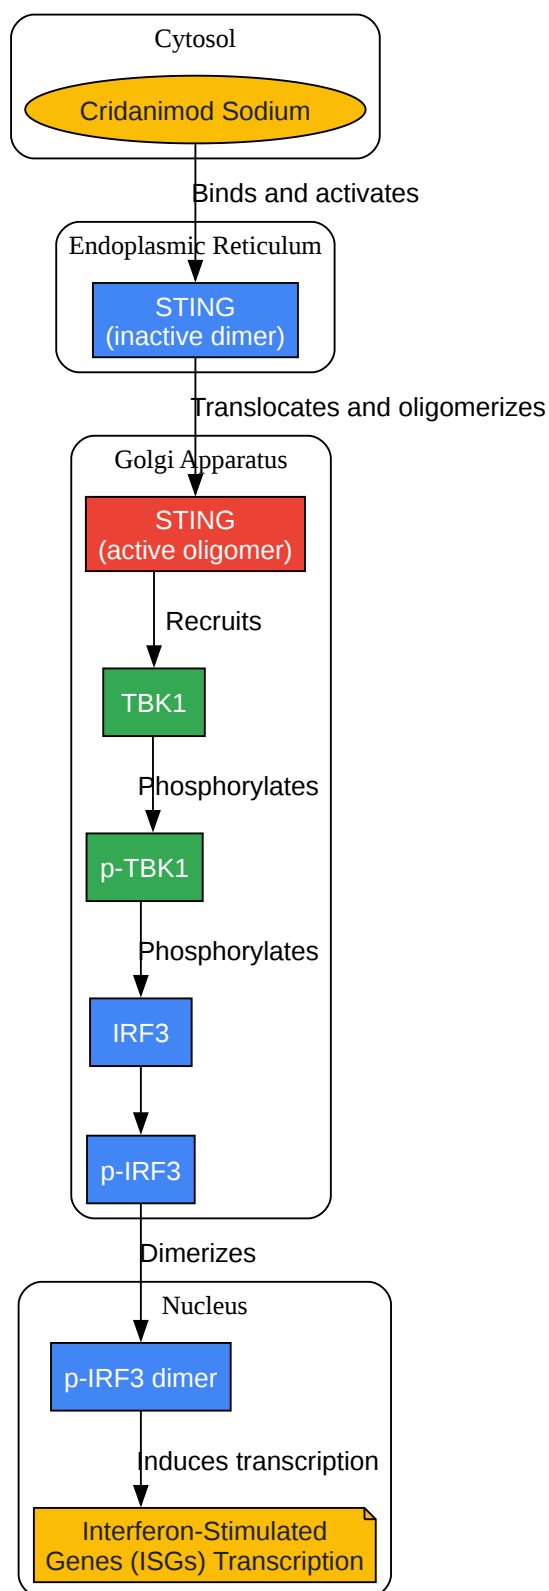 Cytosol
Cridanimod Sodium
Binds and activates
Endoplasmic Reticulum
STING
(inactive dimer)
Translocates and oligomerizes
Golgi Apparatus
STING
(active oligomer)
Recruits
TBK1
Phosphorylates
p-TBK1
Phosphorylates
IRF3
p-IRF3
Dimerizes
Nucleus
p-IRF3 dimer
Induces transcription
Interferon-Stimulated
Genes (ISGs) Transcription